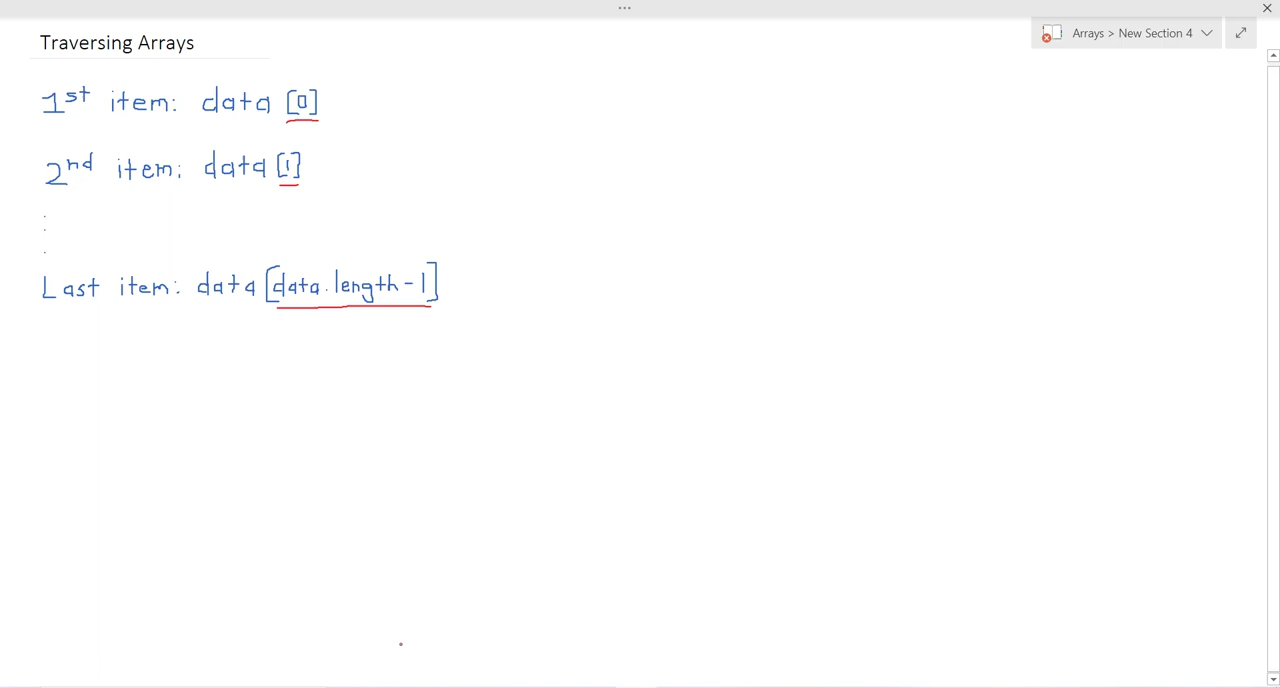 Arrays > New Section 4
Traversing Arrays
1st item: data [0]
2nd item: data [1]
.
.
.
Last item: data [data.length-1]